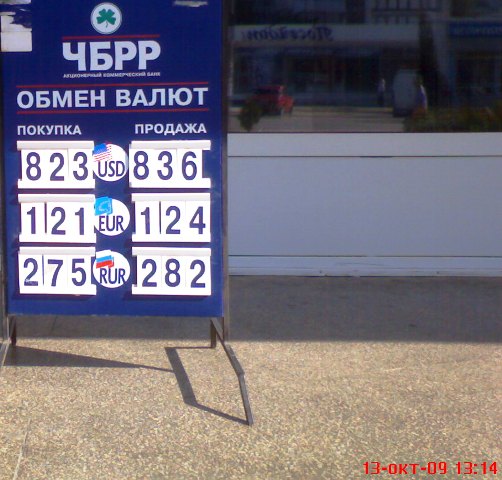 ЧБРР
АКЦИОНЕРНЫЙ КОММЕРЧЕСКИЙ БАНК
ОБМЕН ВАЛЮТ
ПОКУПКА ПРОДАЖА
823 USD 836
121 EUR 124
275 RUR 282
13-окт-09 13:14